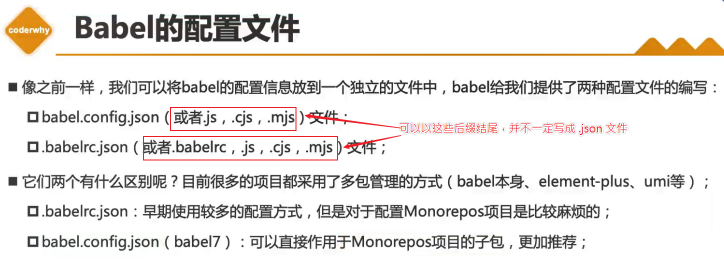 coderwhy
Babel的配置文件
像之前一样，我们可以将babel的配置信息放到一个独立的文件中，babel给我们提供了两种配置文件的编写：
babel.config.json（或者.js，.cjs，.mjs）文件；
可以以这些后缀结尾，并不一定写成 .json 文件
.babelrc.json（或者.babelrc，.js，.cjs，.mjs）文件；
它们两个有什么区别呢？目前很多的项目都采用了多包管理的方式（babel本身、element-plus、umi等）；
.babelrc.json：早期使用较多的配置方式，但是对于配置Monorepos项目是比较麻烦的；
babel.config.json（babel7）：可以直接作用于Monorepos项目的子包，更加推荐；